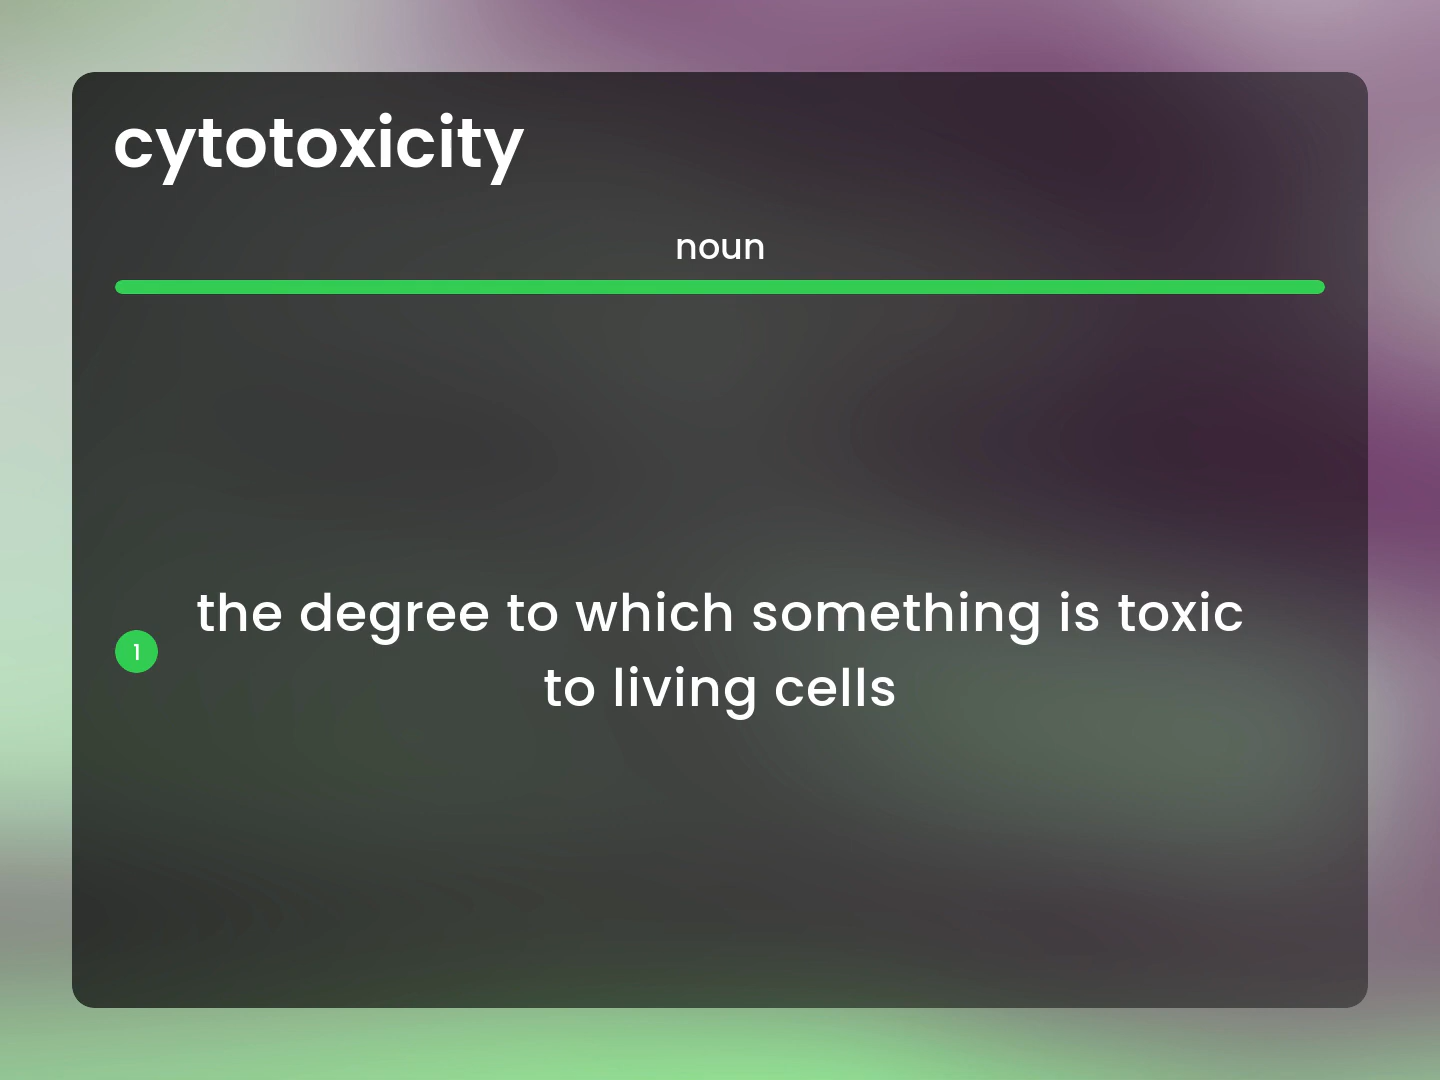 cytotoxicity
noun
1
the degree to which something is toxic
to living cells